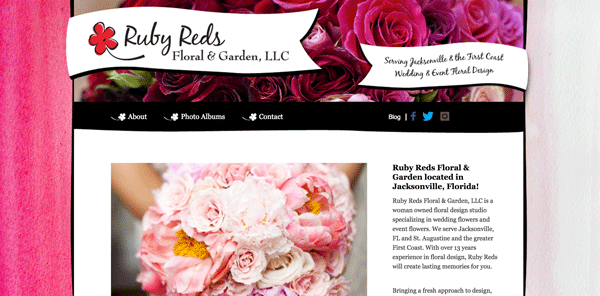 Ruby Reds
Floral & Garden, LLC
Serving Jacksonville & the First Coast
Wedding & Event Floral Design
About
Photo Albums
Contact
Blog |
Ruby Reds Floral &
Garden located in
Jacksonville, Florida!
Ruby Reds Floral & Garden, LLC is a
woman owned floral design studio
specializing in wedding flowers and
event flowers. We serve Jacksonville,
FL and St. Augustine and the greater
First Coast. With over 13 years
experience in floral design, Ruby Reds
will create lasting memories for you.
Bringing a fresh approach to design,